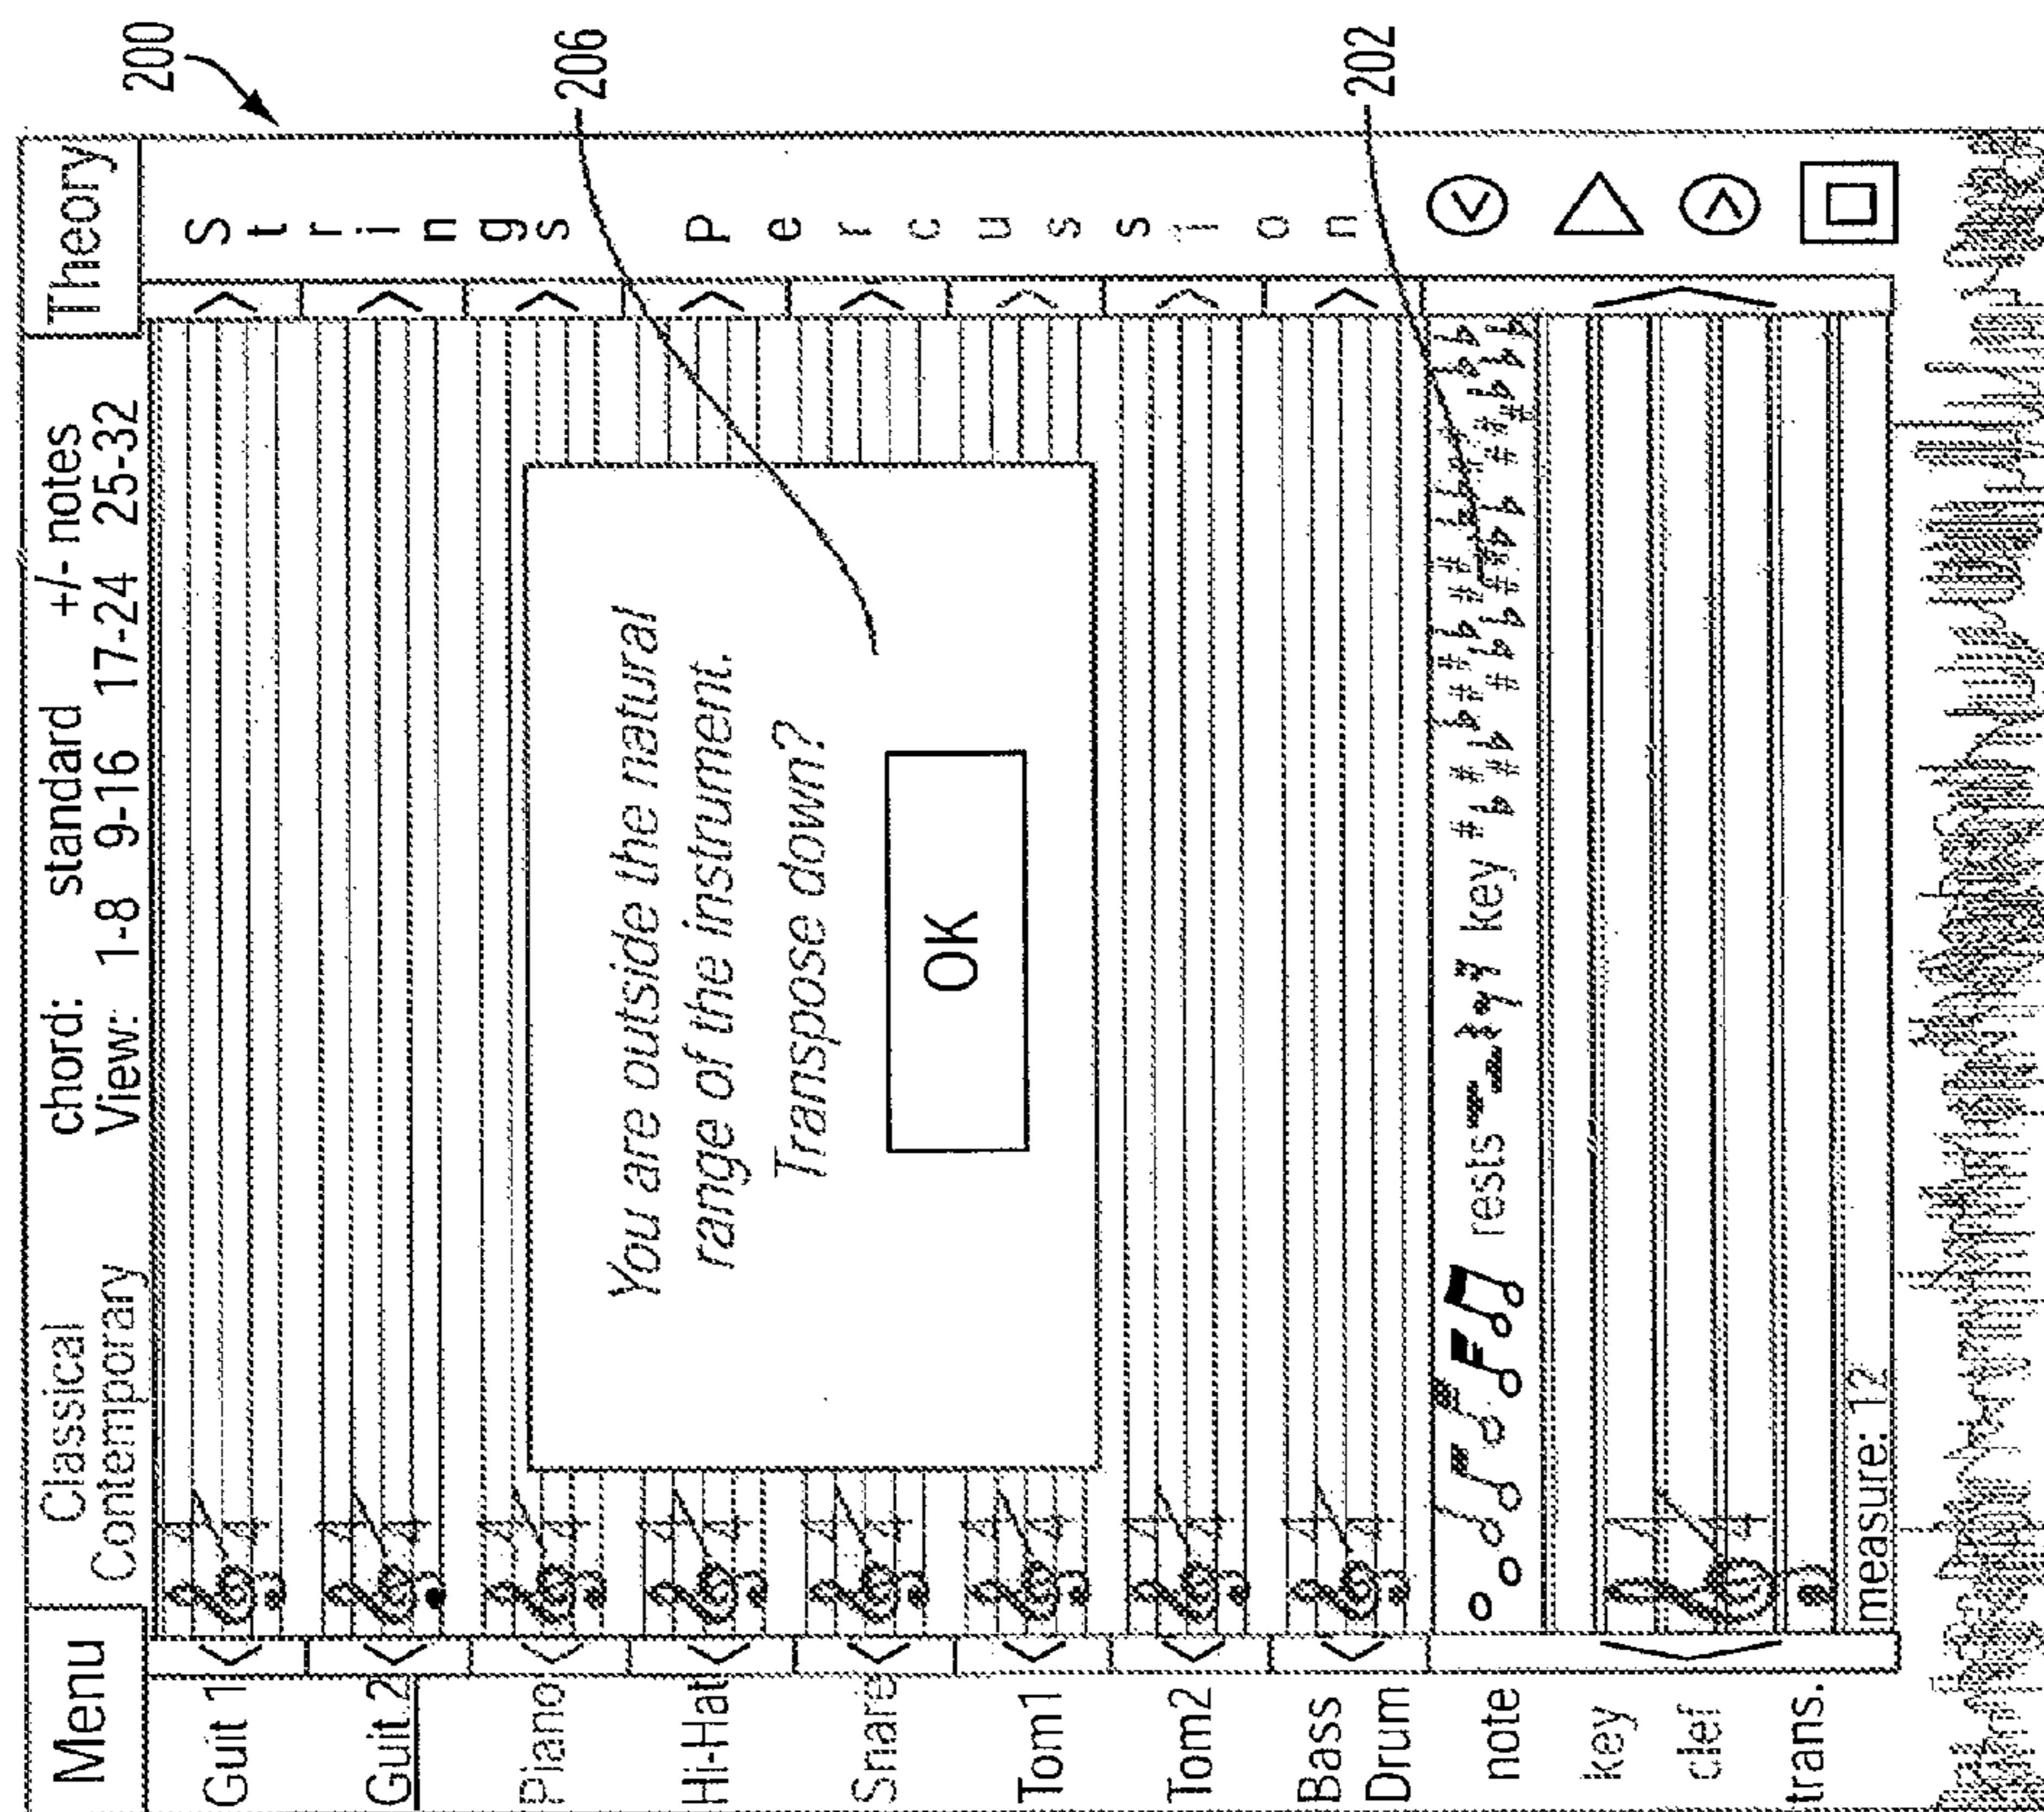 200
206
202
Menu
Classical
Contemporary
chord: standard +/- notes
View: 1-8 9-16 17-24 25-32
Theory
Guit 1
Guit 2
Piano
Hi-Hat
Snare
Tom1
Tom2
Bass
Drum
Strings
Percussion
You are outside the natural
range of the instrument.
Transpose down?
OK
note
rests key
key
clef
trans.
measure: 12